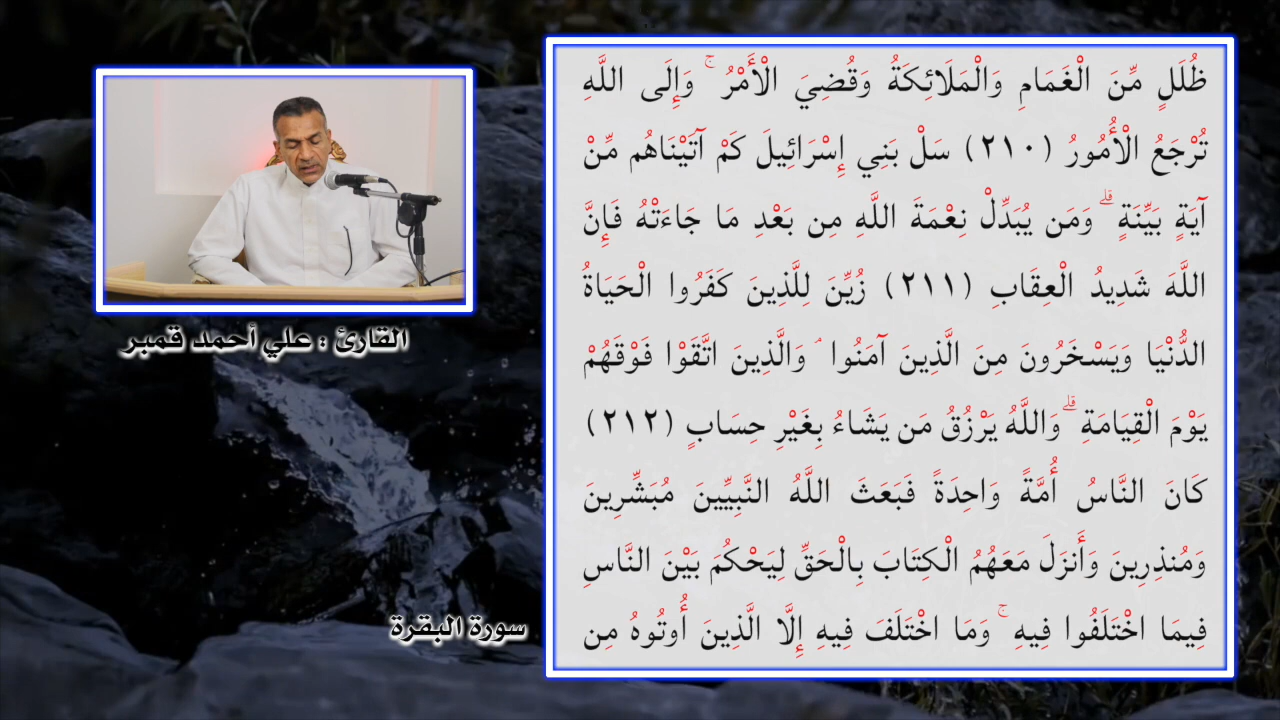 ظُلَلٍ مِّنَ الْغَمَامِ وَالْمَلَائِكَةُ وَقُضِيَ الْأَمْرُ ۚ وَإِلَى اللَّهِ
تُرْجَعُ الْأُمُورُ (٢١٠) سَلْ بَنِي إِسْرَائِيلَ كَمْ آتَيْنَاهُم مِّنْ
آيَةٍ بَيِّنَةٍ ۗ وَمَن يُبَدِّلْ نِعْمَةَ اللَّهِ مِن بَعْدِ مَا جَاءَتْهُ فَإِنَّ
اللَّهَ شَدِيدُ الْعِقَابِ (٢١١) زُيِّنَ لِلَّذِينَ كَفَرُوا الْحَيَاةُ
الدُّنْيَا وَيَسْخَرُونَ مِنَ الَّذِينَ آمَنُوا ۘ وَالَّذِينَ اتَّقَوْا فَوْقَهُمْ
يَوْمَ الْقِيَامَةِ ۗ وَاللَّهُ يَرْزُقُ مَن يَشَاءُ بِغَيْرِ حِسَابٍ (٢١٢)
كَانَ النَّاسُ أُمَّةً وَاحِدَةً فَبَعَثَ اللَّهُ النَّبِيِّينَ مُبَشِّرِينَ
وَمُنذِرِينَ وَأَنزَلَ مَعَهُمُ الْكِتَابَ بِالْحَقِّ لِيَحْكُمَ بَيْنَ النَّاسِ
فِيمَا اخْتَلَفُوا فِيهِ ۚ وَمَا اخْتَلَفَ فِيهِ إِلَّا الَّذِينَ أُوتُوهُ مِن
القارئ : علي أحمد قمبر
سورة البقرة